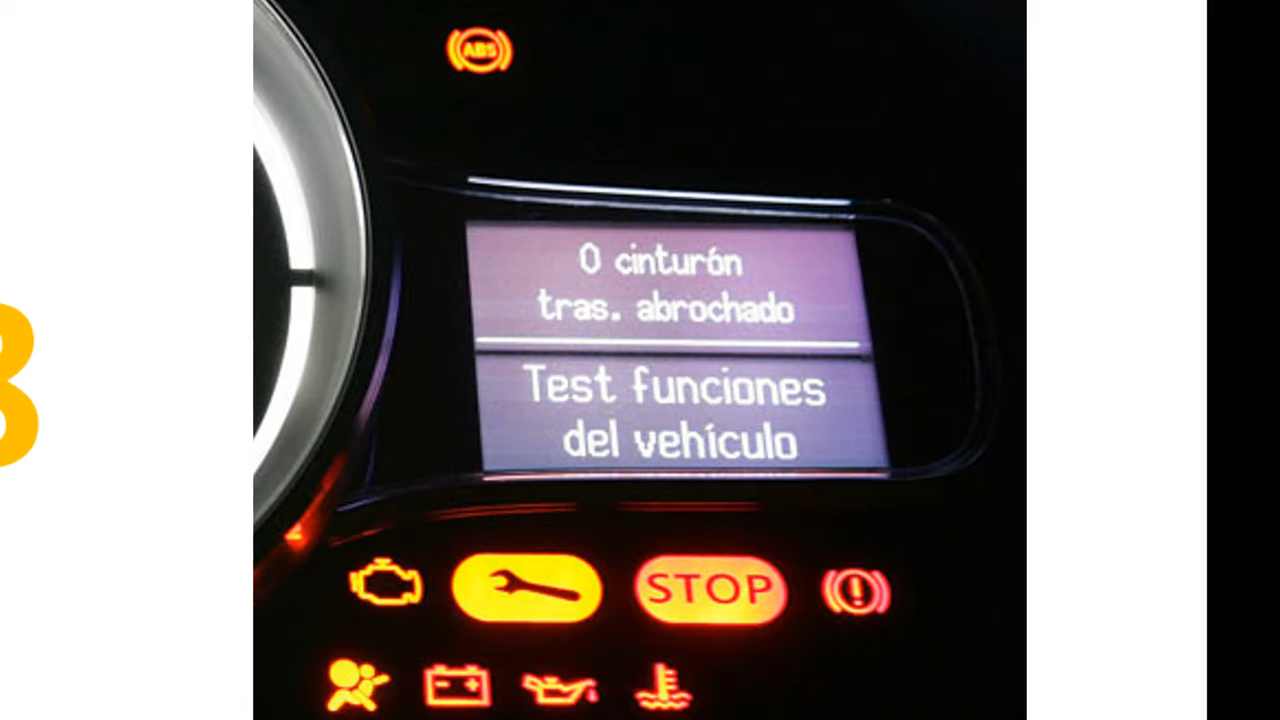 ABS
0 cinturón
tras. abrochado
Test funciones
del vehículo
STOP